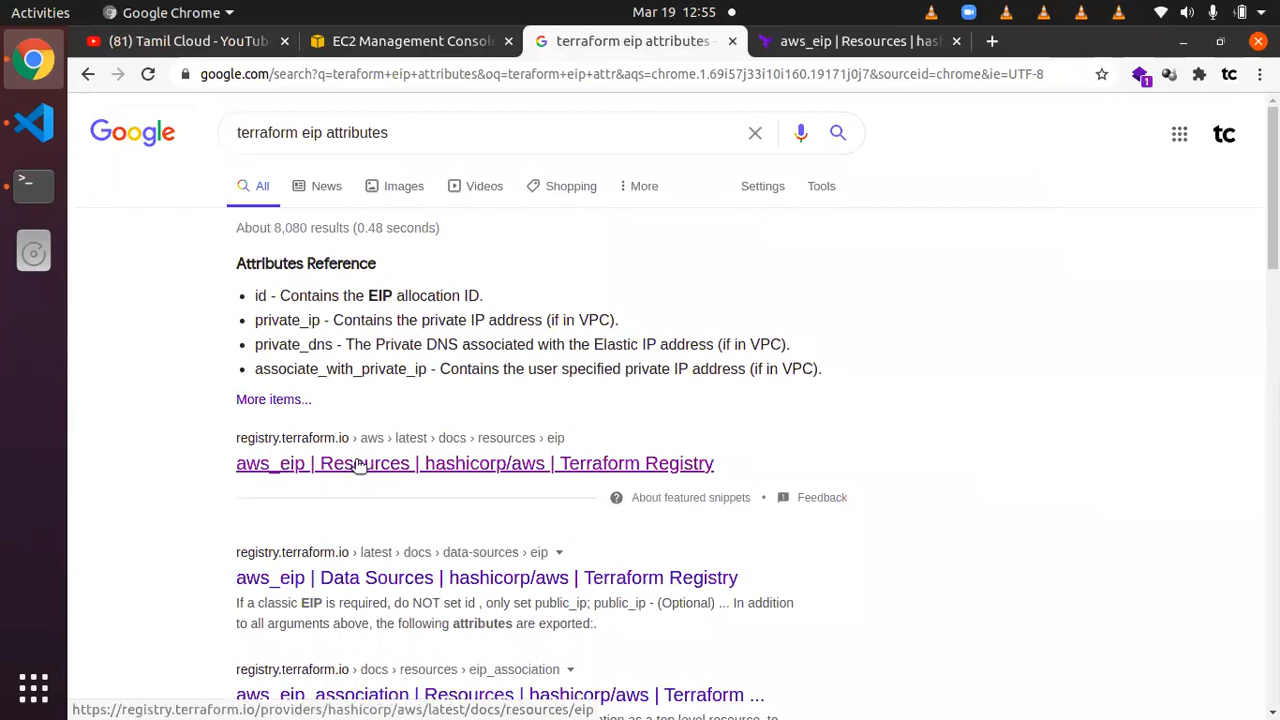 Activities
Google Chrome
Mar 19 12:55
(81) Tamil Cloud - YouTub
EC2 Management Consol
terraform eip attributes -
aws_eip | Resources | hash
google.com/search?q=teraform+eip+attributes&oq=teraform+eip+attr&aqs=chrome.1.69i57j33i10i160.19171j0j7&sourceid=chrome&ie=UTF-8
1
tc
Google
terraform eip attributes
tc
All
News
Images
Videos
Shopping
More
Settings
Tools
About 8,080 results (0.48 seconds)
Attributes Reference
id - Contains the EIP allocation ID.
private_ip - Contains the private IP address (if in VPC).
private_dns - The Private DNS associated with the Elastic IP address (if in VPC).
associate_with_private_ip - Contains the user specified private IP address (if in VPC).
More items...
registry.terraform.io › aws › latest › docs › resources › eip
aws_eip | Resources | hashicorp/aws | Terraform Registry
About featured snippets • Feedback
registry.terraform.io › latest › docs › data-sources › eip
aws_eip | Data Sources | hashicorp/aws | Terraform Registry
If a classic EIP is required, do NOT set id , only set public_ip; public_ip - (Optional) ... In addition
to all arguments above, the following attributes are exported:.
registry.terraform.io › docs › resources › eip_association
aws_eip_association | Resources | hashicorp/aws | Terraform ...
https://registry.terraform.io/providers/hashicorp/aws/latest/docs/resources/eip